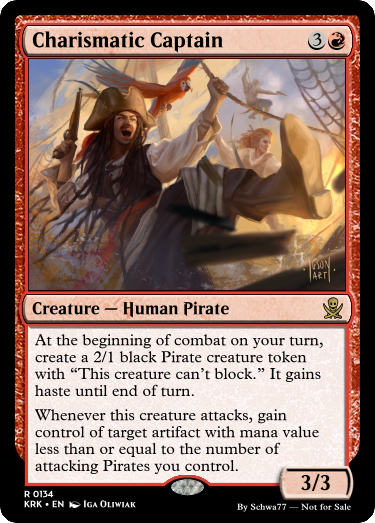 Charismatic Captain 3
Creature — Human Pirate
At the beginning of combat on your turn,
create a 2/1 black Pirate creature token
with “This creature can’t block.” It gains
haste until end of turn.
Whenever this creature attacks, gain
control of target artifact with mana value
less than or equal to the number of
attacking Pirates you control.
3/3
R 0134
KRK • EN Iga Oliwiak
By Schwa77 — Not for Sale